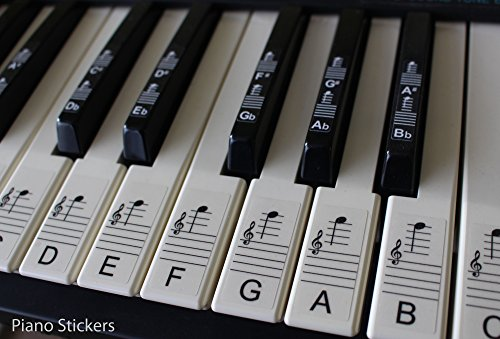 C# D# F# G# A#
Db Eb Gb Ab Bb
C D E F G A B C
Piano Stickers